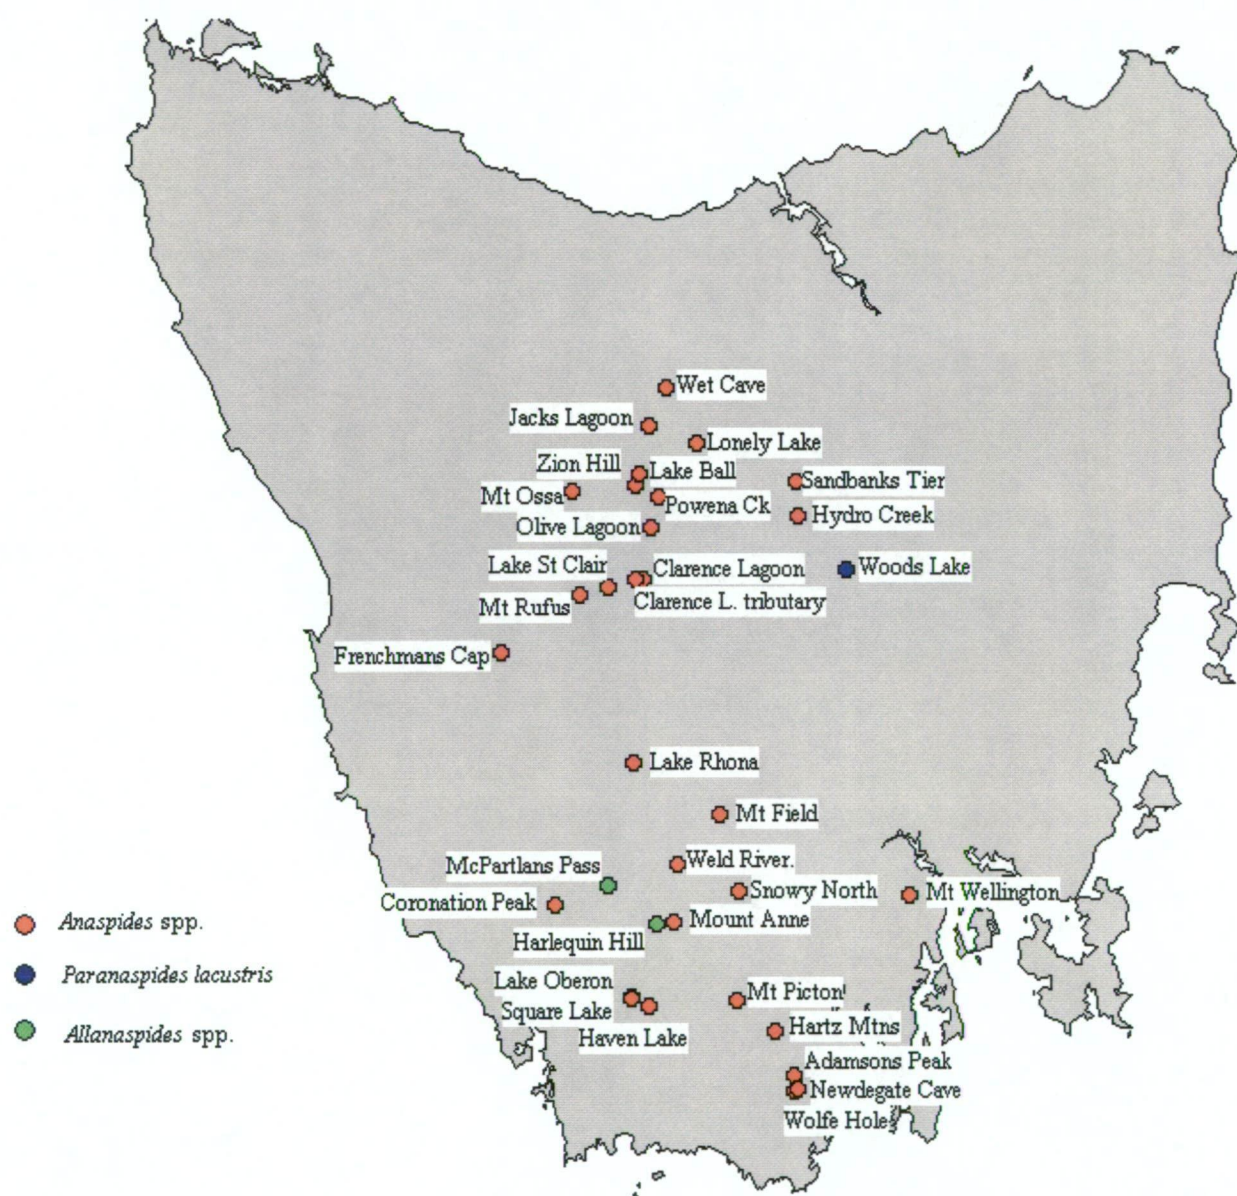 Wet Cave
Jacks Lagoon
Lonely Lake
Zion Hill
Lake Ball
Sandbanks Tier
Mt Ossa
Powena Ck
Hydro Creek
Olive Lagoon
Lake St Clair
Clarence Lagoon
Woods Lake
Mt Rufus
Clarence L. tributary
Frenchmans Cap
Lake Rhona
Mt Field
McPartlans Pass
Weld River.
Snowy North
Mt Wellington
Coronation Peak
Mount Anne
Harlequin Hill
Lake Oberon
Square Lake
Haven Lake
Mt Picton
Hartz Mtns
Adamsons Peak
Newdegate Cave
Wolfe Hole
Anaspides spp.
Paranaspides lacustris
Allanaspides spp.